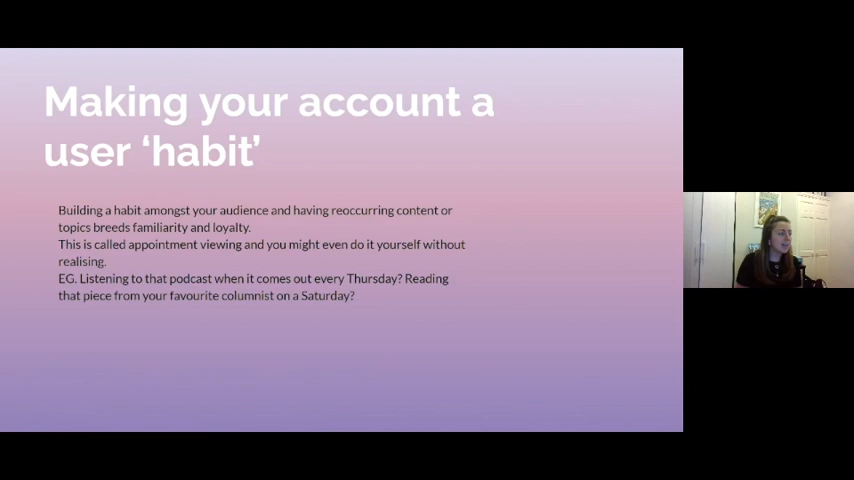 Making your account a
user ‘habit’
Building a habit amongst your audience and having reoccurring content or
topics breeds familiarity and loyalty.
This is called appointment viewing and you might even do it yourself without
realising.
EG. Listening to that podcast when it comes out every Thursday? Reading
that piece from your favourite columnist on a Saturday?